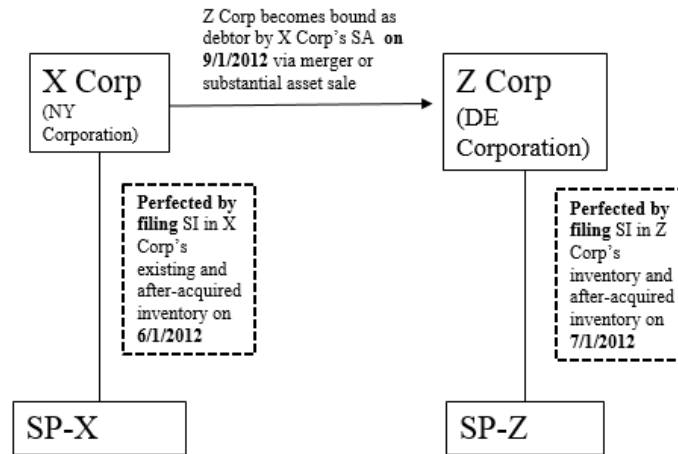 Z Corp becomes bound as
debtor by X Corp's SA on
9/1/2012 via merger or
substantial asset sale
X Corp
(NY
Corporation)
Z Corp
(DE
Corporation)
Perfected by
filing SI in X
Corp's
existing and
after-acquired
inventory on
6/1/2012
Perfected by
filing SI in Z
Corp's
inventory and
after-acquired
inventory on
7/1/2012
SP-X
SP-Z